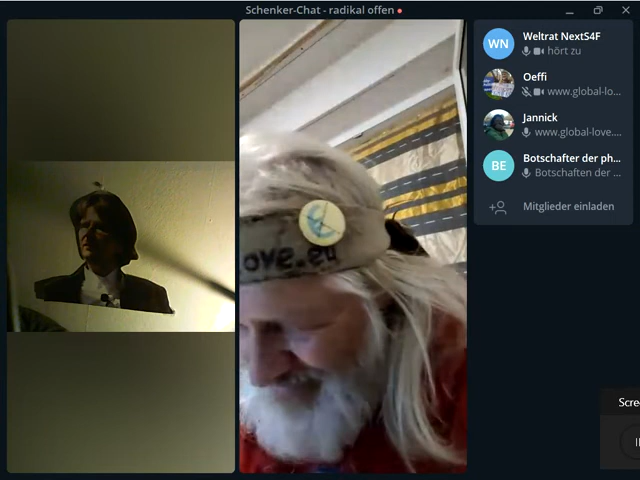 Schenker-Chat - radikal offen
WN
Weltrat NextS4F
hört zu
Oeffi
www.global-lo...
Jannick
www.global-love....
BE
Botschafter der ph...
Botschaften der ...
Mitglieder einladen
ove.eu
Scre